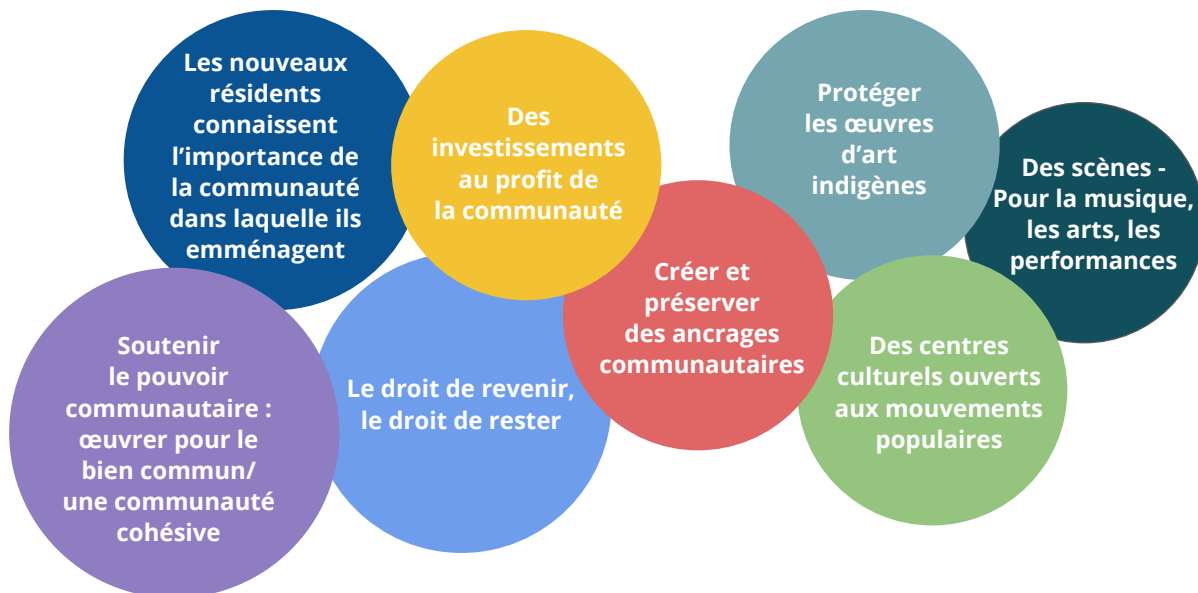 Les nouveaux
résidents
connaissent
l’importance de
la communauté
dans laquelle ils
emménagent
Des
investissements
au profit de
la communauté
Protéger
les œuvres
d’art
indigènes
Des scènes -
Pour la musique,
les arts, les
performances
Soutenir
le pouvoir
communautaire :
œuvrer pour le
bien commun/
une communauté
cohésive
Le droit de revenir,
le droit de rester
Créer et
préserver
des ancrages
communautaires
Des centres
culturels ouverts
aux mouvements
populaires